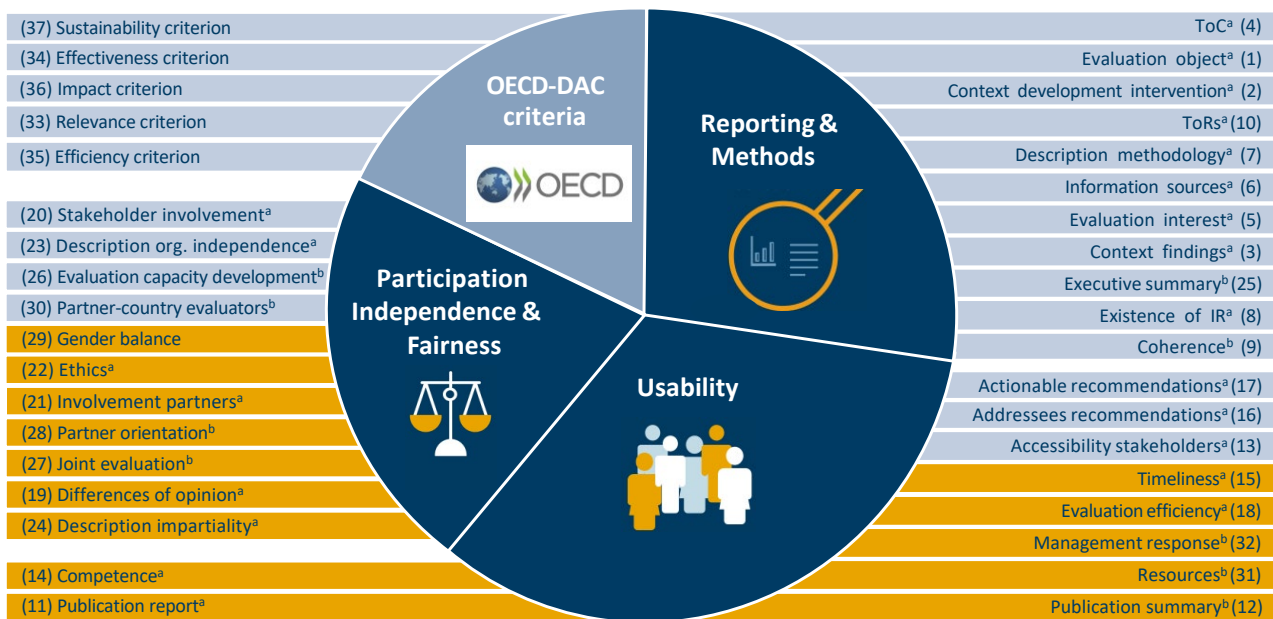 (37) Sustainability criterion
(34) Effectiveness criterion
(36) Impact criterion
(33) Relevance criterion
(35) Efficiency criterion
(20) Stakeholder involvementᵃ
(23) Description org. independenceᵃ
(26) Evaluation capacity developmentᵇ
(30) Partner-country evaluatorsᵇ
(29) Gender balance
(22) Ethicsᵃ
(21) Involvement partnersᵃ
(28) Partner orientationᵇ
(27) Joint evaluationᵇ
(19) Differences of opinionᵃ
(24) Description impartialityᵃ
(14) Competenceᵃ
(11) Publication reportᵃ
OECD-DAC
criteria
OECD
Reporting &
Methods
Participation
Independence &
Fairness
Usability
ToCᵃ (4)
Evaluation objectᵃ (1)
Context development interventionᵃ (2)
ToRsᵃ (10)
Description methodologyᵃ (7)
Information sourcesᵃ (6)
Evaluation interestᵃ (5)
Context findingsᵃ (3)
Executive summaryᵇ (25)
Existence of IRᵃ (8)
Coherenceᵇ (9)
Actionable recommendationsᵃ (17)
Addressees recommendationsᵃ (16)
Accessibility stakeholdersᵃ (13)
Timelinessᵃ (15)
Evaluation efficiencyᵃ (18)
Management responseᵇ (32)
Resourcesᵇ (31)
Publication summaryᵇ (12)